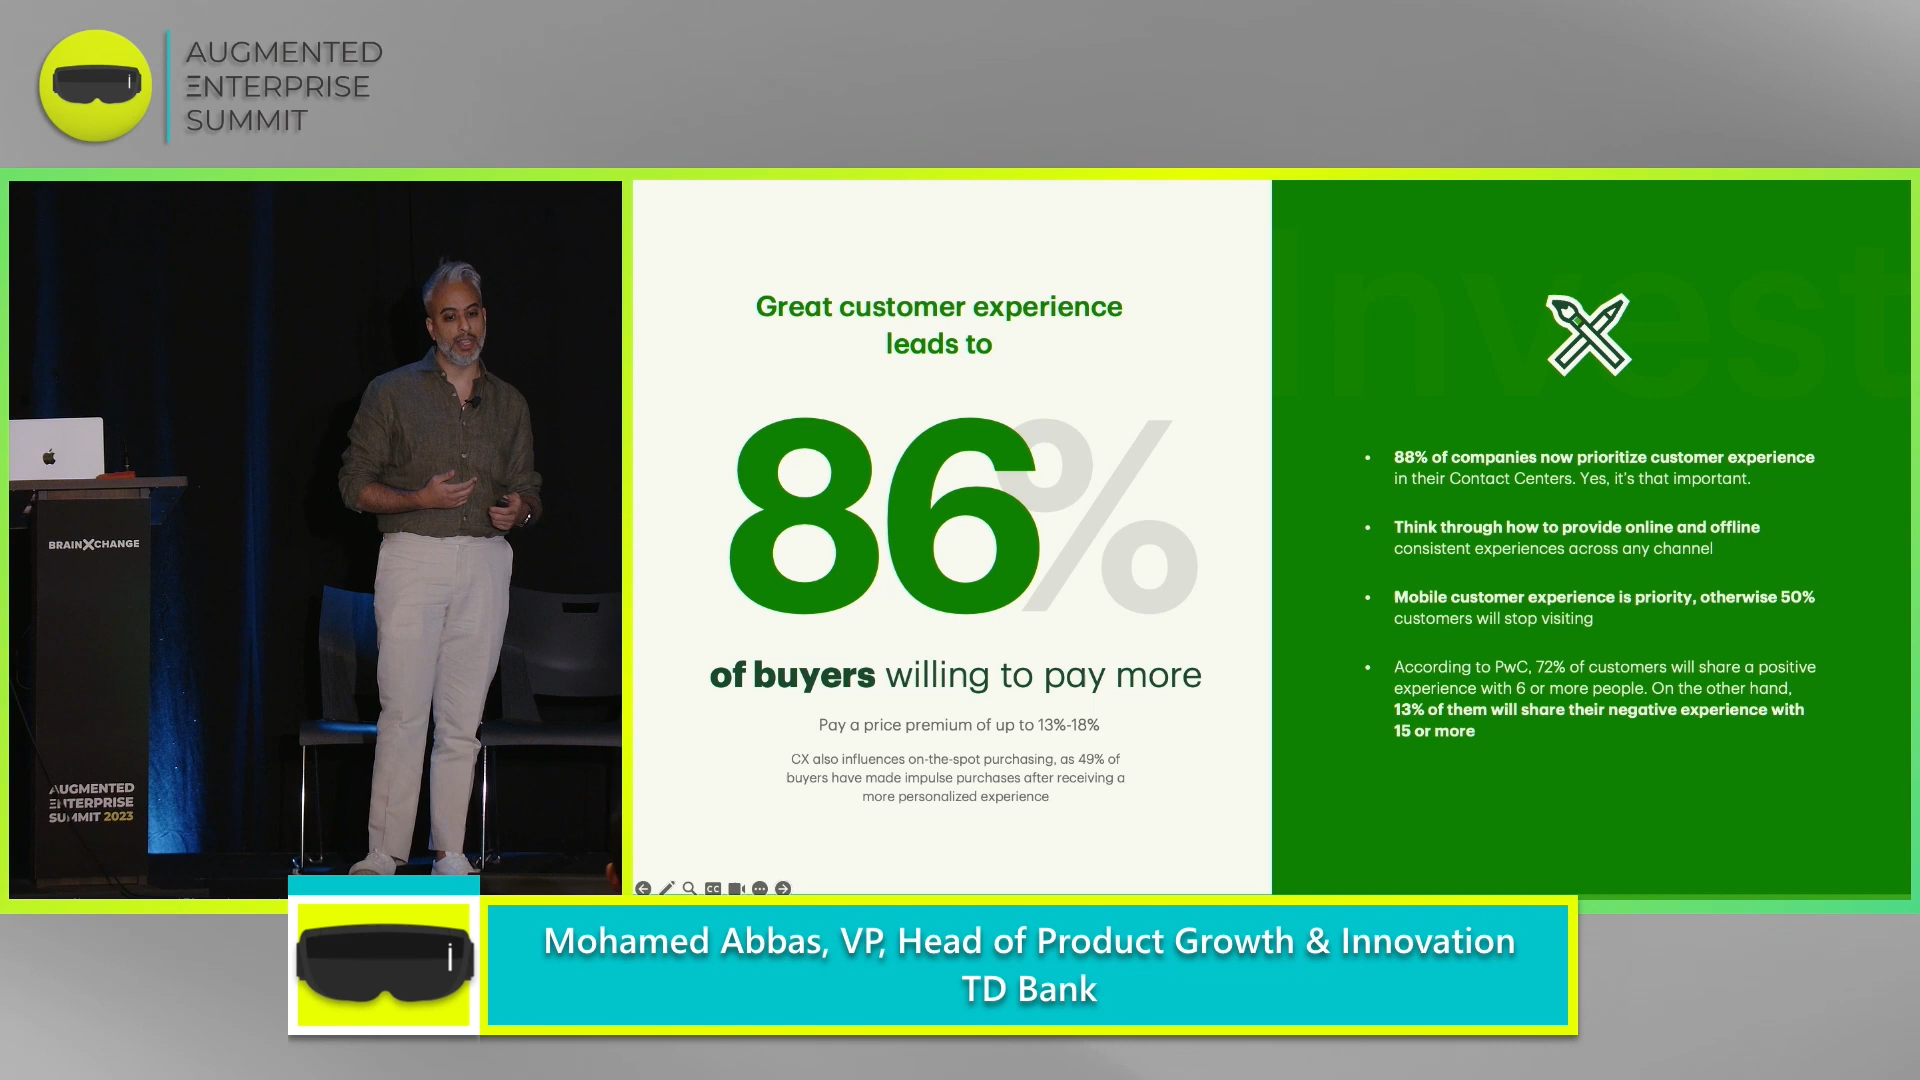 AUGMENTED
ENTERPRISE
SUMMIT
BRAINXCHANGE
AUGMENTED
ENTERPRISE
SUMMIT 2023
Great customer experience
leads to
86%
of buyers willing to pay more
Pay a price premium of up to 13%-18%
CX also influences on-the-spot purchasing, as 49% of
buyers have made impulse purchases after receiving a
more personalized experience
CC
Invest
• 88% of companies now prioritize customer experience
in their Contact Centers. Yes, it's that important.
• Think through how to provide online and offline
consistent experiences across any channel
• Mobile customer experience is priority, otherwise 50%
customers will stop visiting
• According to PwC, 72% of customers will share a positive
experience with 6 or more people. On the other hand,
13% of them will share their negative experience with
15 or more
Mohamed Abbas, VP, Head of Product Growth & Innovation
TD Bank